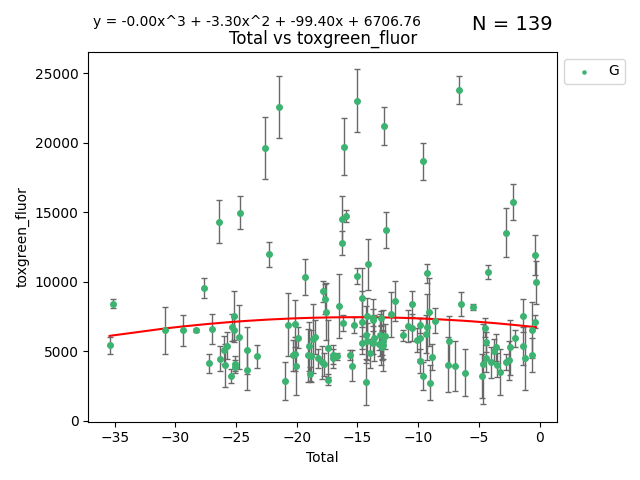 y = -0.00x^3 + -3.30x^2 + -99.40x + 6706.76
N = 139
Total vs toxgreen_fluor
G
toxgreen_fluor
25000
20000
15000
10000
5000
0
−35 −30 −25 −20 −15 −10 −5 0
Total